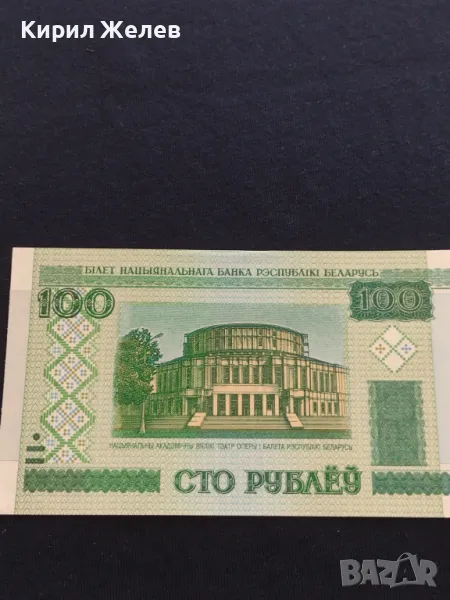 Кирил Желев
БІЛЕТ НАЦЫЯНАЛЬНАГА БАНКА РЭСПУБЛІКІ БЕЛАРУСЬ
100 100
НАЦЫЯНАЛЬНЫ АКАДЭМІЧНЫ ВЯЛІКІ ТЭАТР ОПЕРЫ І БАЛЕТА РЭСПУБЛІКІ БЕЛАРУСЬ
СТО РУБЛЁЎ
BAZAR